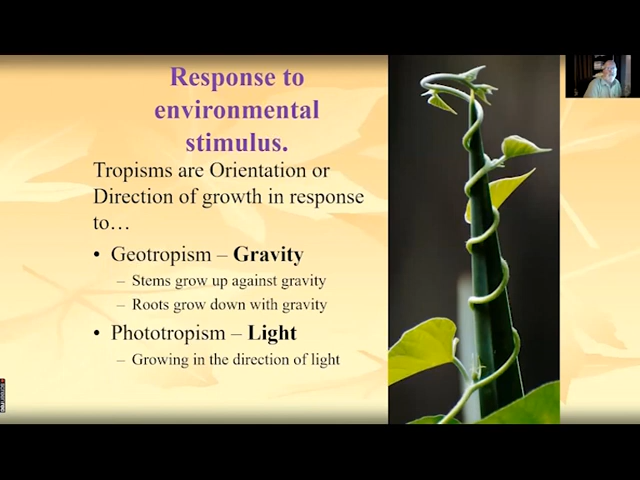 Response to
environmental
stimulus.
Tropisms are Orientation or
Direction of growth in response
to…
• Geotropism – Gravity
– Stems grow up against gravity
– Roots grow down with gravity
• Phototropism – Light
– Growing in the direction of light